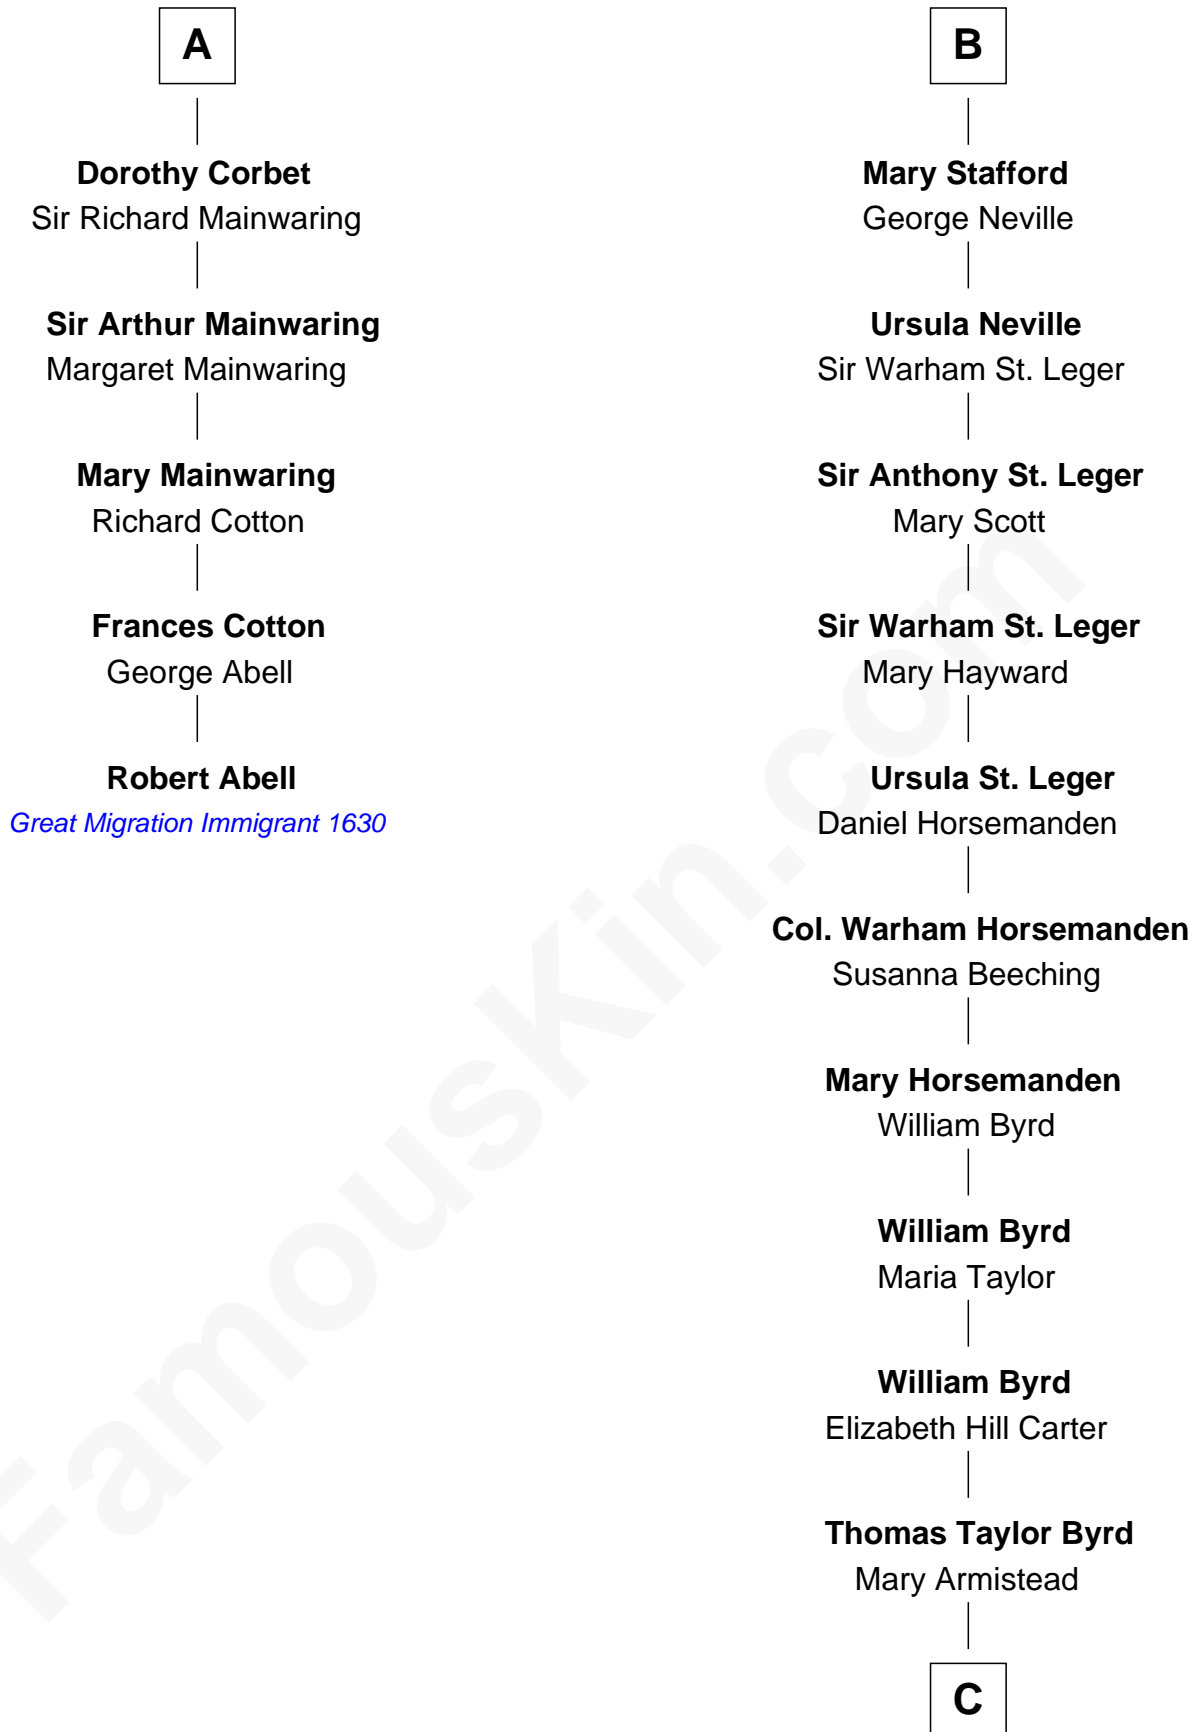 A
Dorothy Corbet
Sir Richard Mainwaring
Sir Arthur Mainwaring
Margaret Mainwaring
Mary Mainwaring
Richard Cotton
Frances Cotton
George Abell
Robert Abell
Great Migration Immigrant 1630
B
Mary Stafford
George Neville
Ursula Neville
Sir Warham St. Leger
Sir Anthony St. Leger
Mary Scott
Sir Warham St. Leger
Mary Hayward
Ursula St. Leger
Daniel Horsemanden
Col. Warham Horsemanden
Susanna Beeching
Mary Horsemanden
William Byrd
William Byrd
Maria Taylor
William Byrd
Elizabeth Hill Carter
Thomas Taylor Byrd
Mary Armistead
C
FamousKin.com